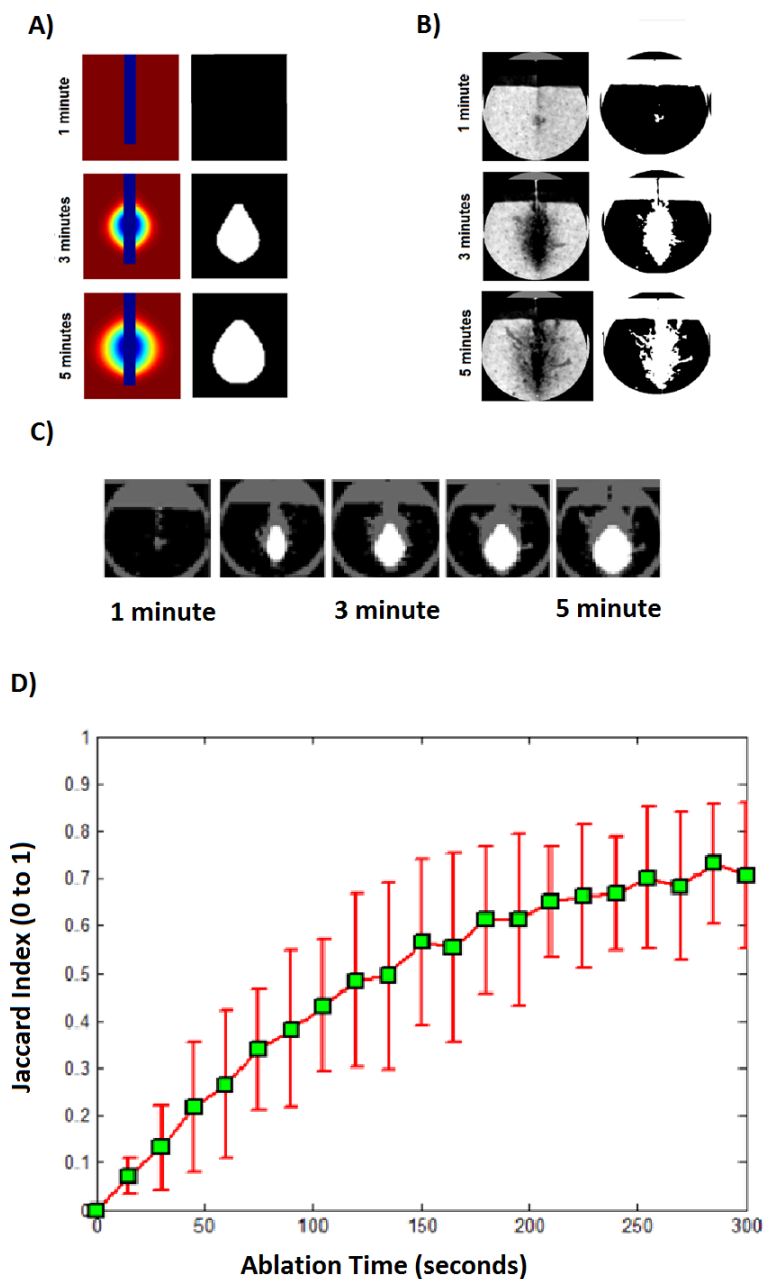 A)
B)
1 minute
3 minutes
5 minutes
1 minute
3 minutes
5 minutes
C)
1 minute
3 minute
5 minute
D)
1
0.9
0.8
0.7
0.6
0.5
0.4
0.3
0.2
0.1
0
0
50
100
150
200
250
300
Jaccard Index (0 to 1)
Ablation Time (seconds)